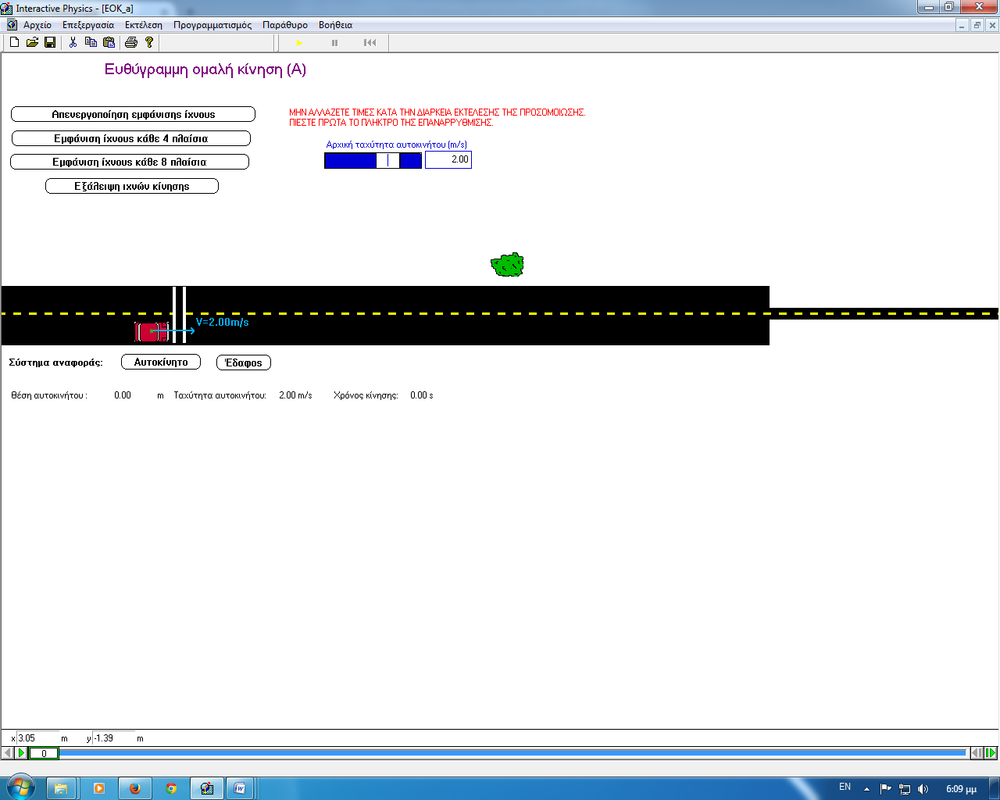 Interactive Physics - [EOK_a]
Αρχείο Επεξεργασία Εκτέλεση Προγραμματισμός Παράθυρο Βοήθεια
Ευθύγραμμη ομαλή κίνηση (Α)
Απενεργοποίηση εμφάνισης ίχνους
Εμφάνιση ίχνους κάθε 4 πλαίσια
Εμφάνιση ίχνους κάθε 8 πλαίσια
Εξάλειψη ιχνών κίνησης
ΜΗΝ ΑΛΛΑΖΕΤΕ ΤΙΜΕΣ ΚΑΤΑ ΤΗΝ ΔΙΑΡΚΕΙΑ ΕΚΤΕΛΕΣΗΣ ΤΗΣ ΠΡΟΣΟΜΟΙΩΣΗΣ.
ΠΙΕΣΤΕ ΠΡΩΤΑ ΤΟ ΠΛΗΚΤΡΟ ΤΗΣ ΕΠΑΝΑΡΡΥΘΜΙΣΗΣ.
Αρχική ταχύτητα αυτοκινήτου (m/s)
2.00
V=2.00m/s
Σύστημα αναφοράς: Αυτοκίνητο Έδαφος
Θέση αυτοκινήτου : 0.00 m Ταχύτητα αυτοκινήτου: 2.00 m/s Χρόνος κίνησης: 0.00 s
x 3.05 m y -1.39 m
0
EN 6:09 μμ